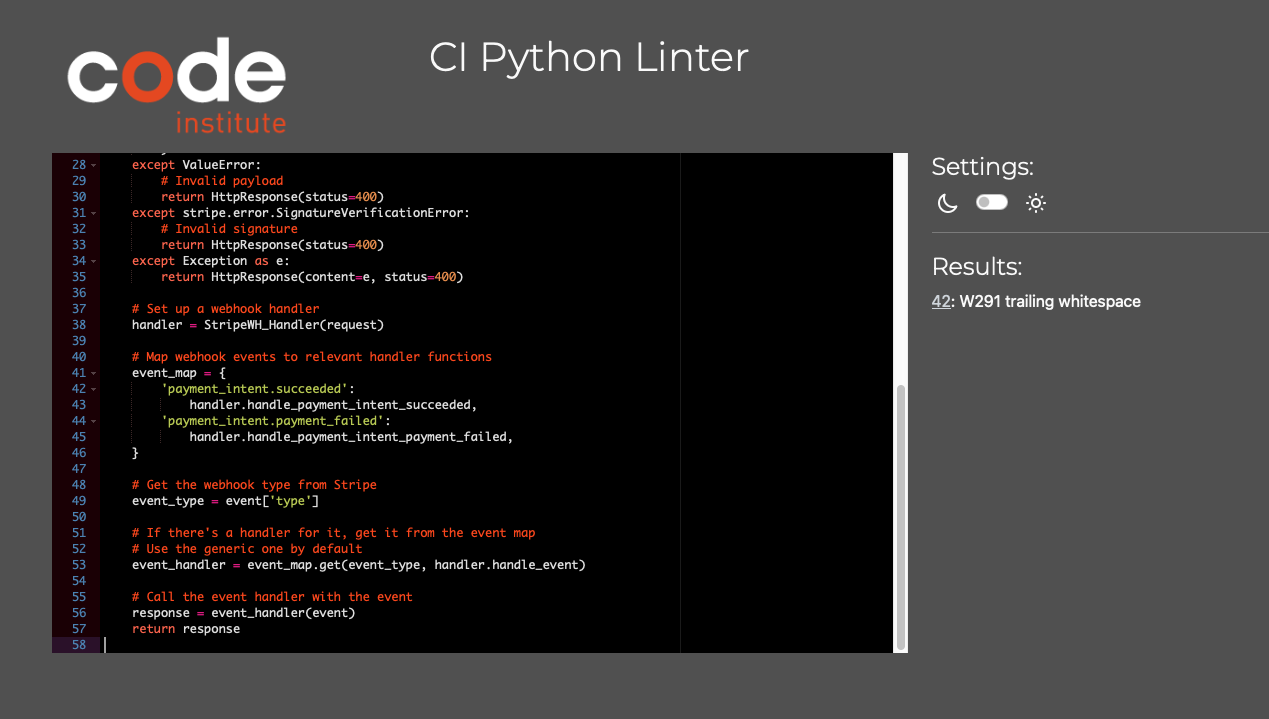 code
institute
CI Python Linter
28 except ValueError:
29 # Invalid payload
30 return HttpResponse(status=400)
31 except stripe.error.SignatureVerificationError:
32 # Invalid signature
33 return HttpResponse(status=400)
34 except Exception as e:
35 return HttpResponse(content=e, status=400)
36
37 # Set up a webhook handler
38 handler = StripeWH_Handler(request)
39
40 # Map webhook events to relevant handler functions
41 event_map = {
42 'payment_intent.succeeded':
43 handler.handle_payment_intent_succeeded,
44 'payment_intent.payment_failed':
45 handler.handle_payment_intent_payment_failed,
46 }
47
48 # Get the webhook type from Stripe
49 event_type = event['type']
50
51 # If there's a handler for it, get it from the event map
52 # Use the generic one by default
53 event_handler = event_map.get(event_type, handler.handle_event)
54
55 # Call the event handler with the event
56 response = event_handler(event)
57 return response
58
Settings:
Results:
42: W291 trailing whitespace